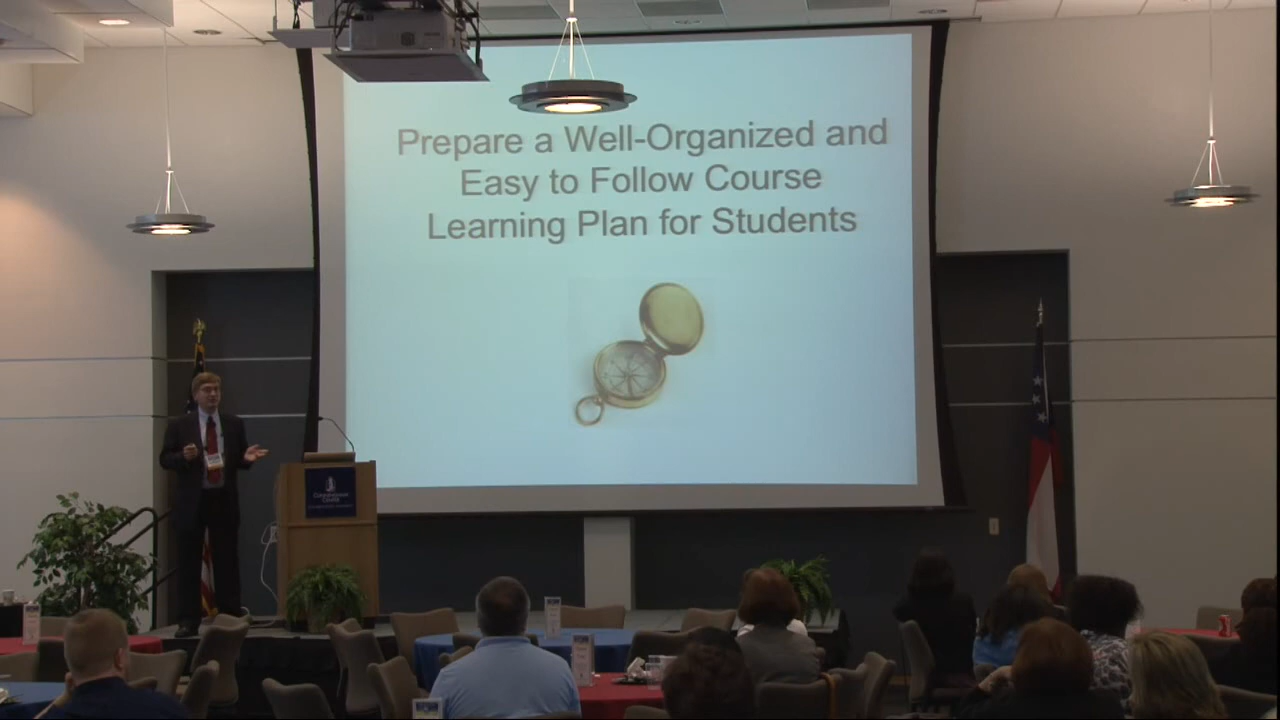 Prepare a Well-Organized and
Easy to Follow Course
Learning Plan for Students